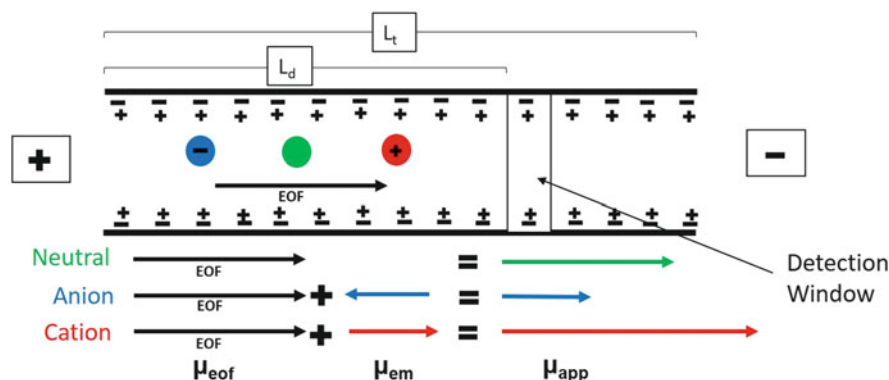 Lt
Ld
− − − − − − − − − − − − −
+ + + + + + + + + + + + +
+ − + −
EOF
+ + + + + + + + + + + + +
− − − − − − − − − − − − −
Neutral EOF =
Anion EOF + =
Cation EOF + =
Detection
Window
μeof μem μapp